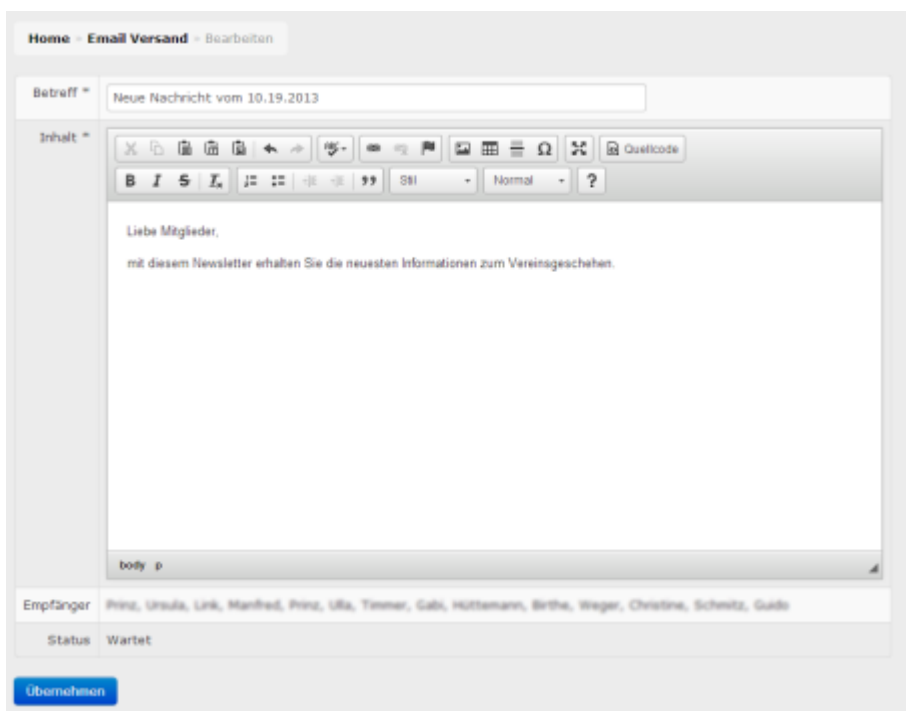 Home » Email Versand » Bearbeiten
Betreff * Neue Nachricht vom 10.19.2013
Inhalt *
Quellcode
B I S Ix Stil Normal ?
Liebe Mitglieder,
mit diesem Newsletter erhalten Sie die neuesten Informationen zum Vereinsgeschehen.
body p
Empfänger Prinz, Ursula, Link, Manfred, Prinz, Ulla, Timmer, Gabi, Hüttemann, Birthe, Weger, Christine, Schmitz, Guido
Status Wartet
Übernehmen